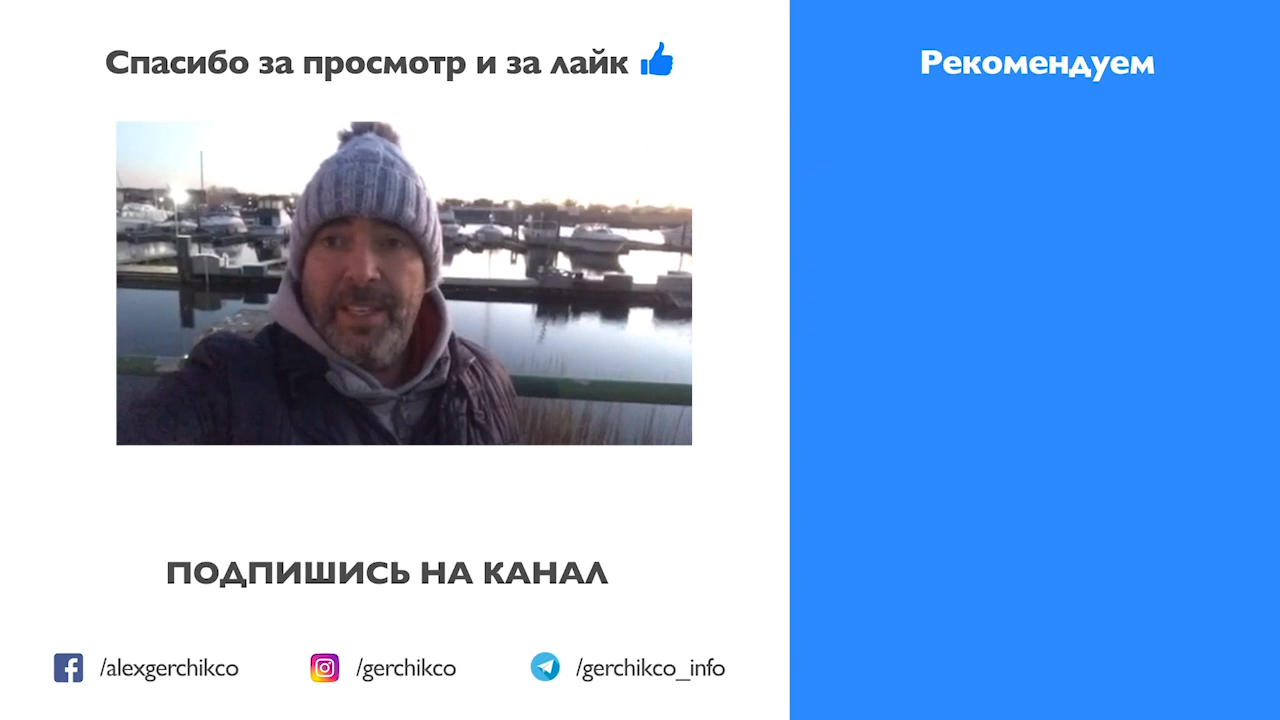 Спасибо за просмотр и за лайк
Рекомендуем
ПОДПИШИСЬ НА КАНАЛ
/alexgerchikco
/gerchikco
/gerchikco_info